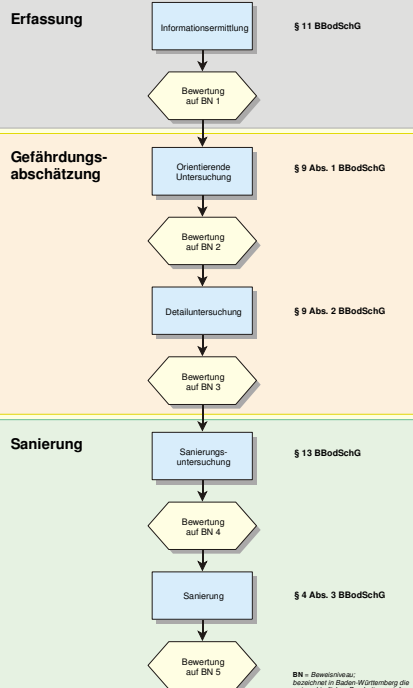 Erfassung
Informationsermittlung
§ 11 BBodSchG
Bewertung
auf BN 1
Gefährdungs-
abschätzung
Orientierende
Untersuchung
§ 9 Abs. 1 BBodSchG
Bewertung
auf BN 2
Detailuntersuchung
§ 9 Abs. 2 BBodSchG
Bewertung
auf BN 3
Sanierung
Sanierungs-
untersuchung
§ 13 BBodSchG
Bewertung
auf BN 4
Sanierung
§ 4 Abs. 3 BBodSchG
Bewertung
auf BN 5
BN = Beweisniveau;
bezeichnet in Baden-Württemberg die